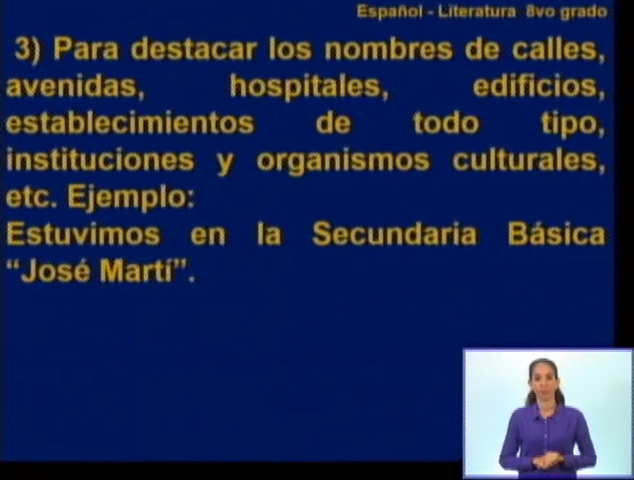 Español - Literatura 8vo grado
3) Para destacar los nombres de calles,
avenidas, hospitales, edificios,
establecimientos de todo tipo,
instituciones y organismos culturales,
etc. Ejemplo:
Estuvimos en la Secundaria Básica
“José Martí”.